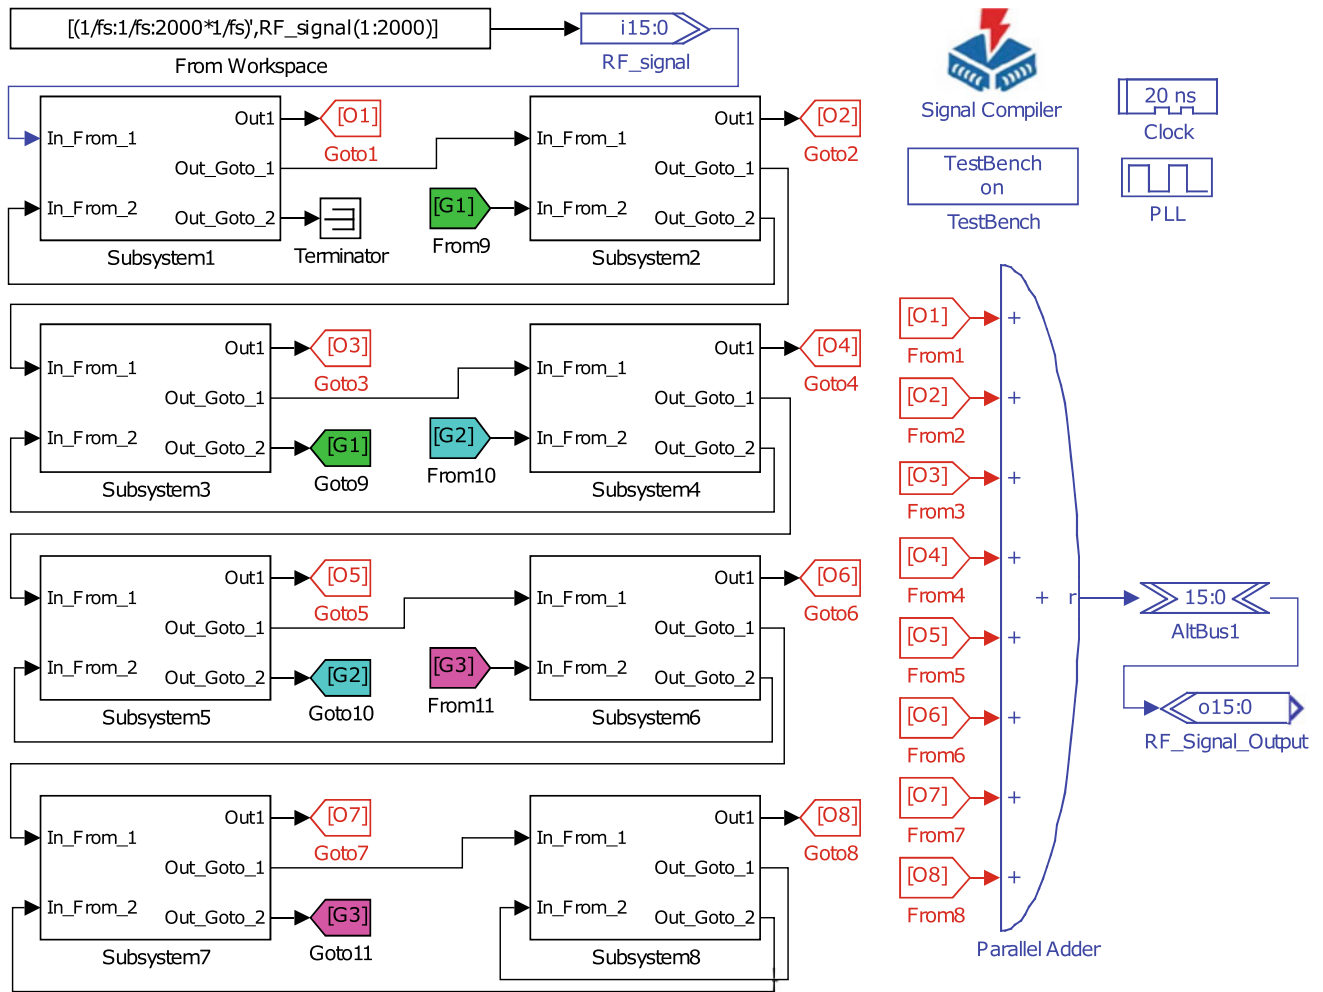 [(1/fs:1/fs:2000*1/fs)',RF_signal(1:2000)]
From Workspace
i15:0
RF_signal
Signal Compiler
20 ns
Clock
TestBench
on
TestBench
PLL
In_From_1
In_From_2
Out1
Out_Goto_1
Out_Goto_2
Subsystem1
[O1]
Goto1
Terminator
[G1]
From9
In_From_1
In_From_2
Out1
Out_Goto_1
Out_Goto_2
Subsystem2
[O2]
Goto2
In_From_1
In_From_2
Out1
Out_Goto_1
Out_Goto_2
Subsystem3
[O3]
Goto3
[G1]
Goto9
[G2]
From10
In_From_1
In_From_2
Out1
Out_Goto_1
Out_Goto_2
Subsystem4
[O4]
Goto4
In_From_1
In_From_2
Out1
Out_Goto_1
Out_Goto_2
Subsystem5
[O5]
Goto5
[G2]
Goto10
[G3]
From11
In_From_1
In_From_2
Out1
Out_Goto_1
Out_Goto_2
Subsystem6
[O6]
Goto6
In_From_1
In_From_2
Out1
Out_Goto_1
Out_Goto_2
Subsystem7
[O7]
Goto7
[G3]
Goto11
In_From_1
In_From_2
Out1
Out_Goto_1
Out_Goto_2
Subsystem8
[O8]
Goto8
[O1] +
From1
[O2] +
From2
[O3] +
From3
[O4] +
From4
+ r
[O5] +
From5
[O6] +
From6
[O7] +
From7
[O8] +
From8
Parallel Adder
15:0
AltBus1
o15:0
RF_Signal_Output